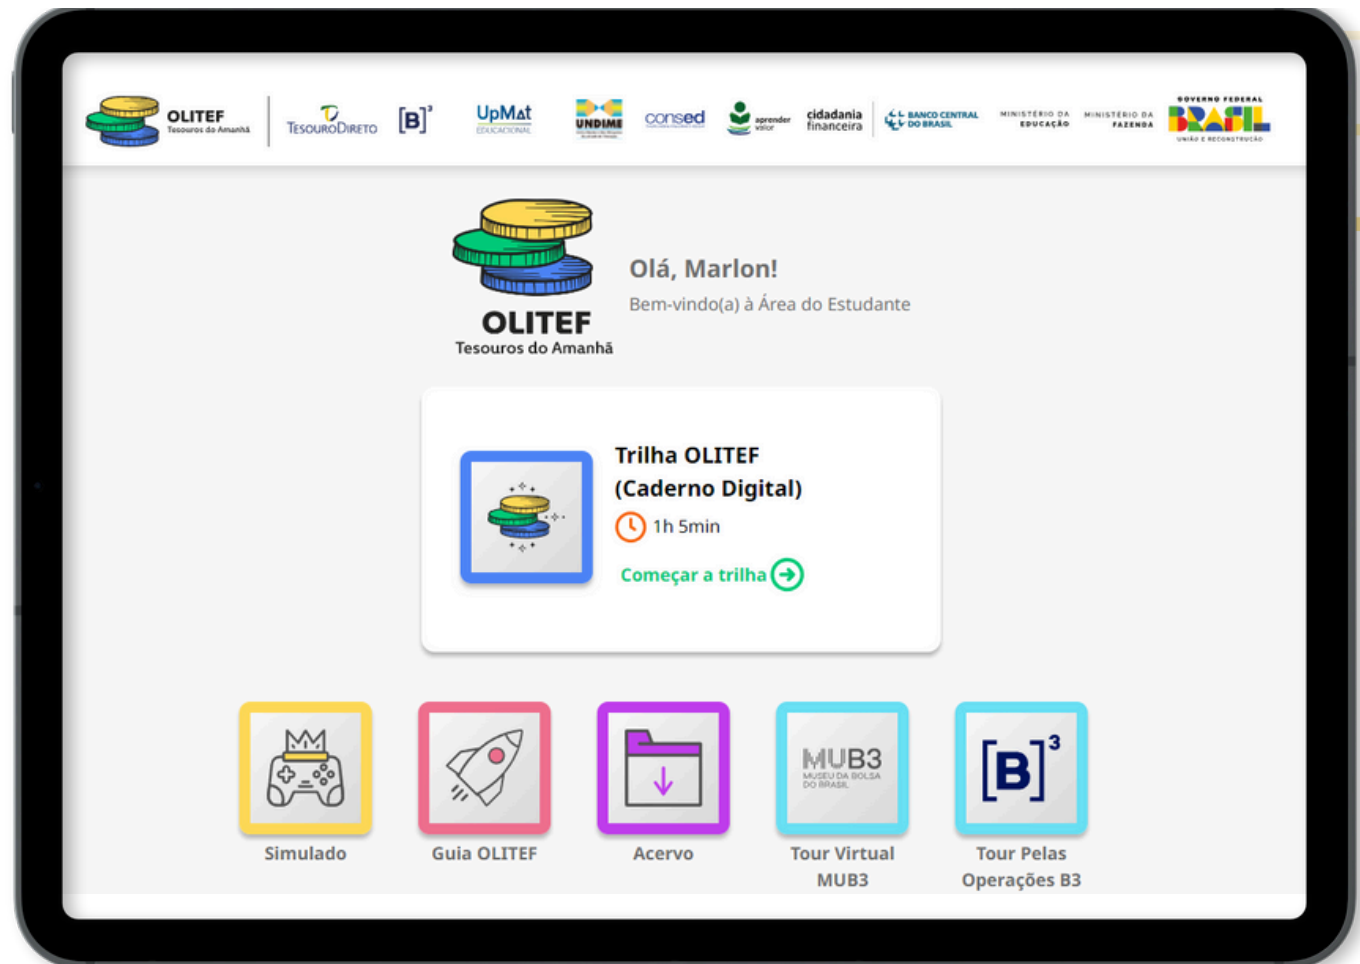 OLITEF
Tesouros do Amanhã
TESOURODIRETO
[B]³
UpMat
EDUCACIONAL
UNDIME
consed
aprender
valor
cidadania
financeira
BANCO CENTRAL
DO BRASIL
MINISTÉRIO DA
EDUCAÇÃO
MINISTÉRIO DA
FAZENDA
GOVERNO FEDERAL
BRASIL
UNIÃO E RECONSTRUÇÃO
OLITEF
Tesouros do Amanhã
Olá, Marlon!
Bem-vindo(a) à Área do Estudante
Trilha OLITEF
(Caderno Digital)
1h 5min
Começar a trilha
MUB3
MUSEU DA BOLSA
DO BRASIL
[B]³
Simulado
Guia OLITEF
Acervo
Tour Virtual
MUB3
Tour Pelas
Operações B3